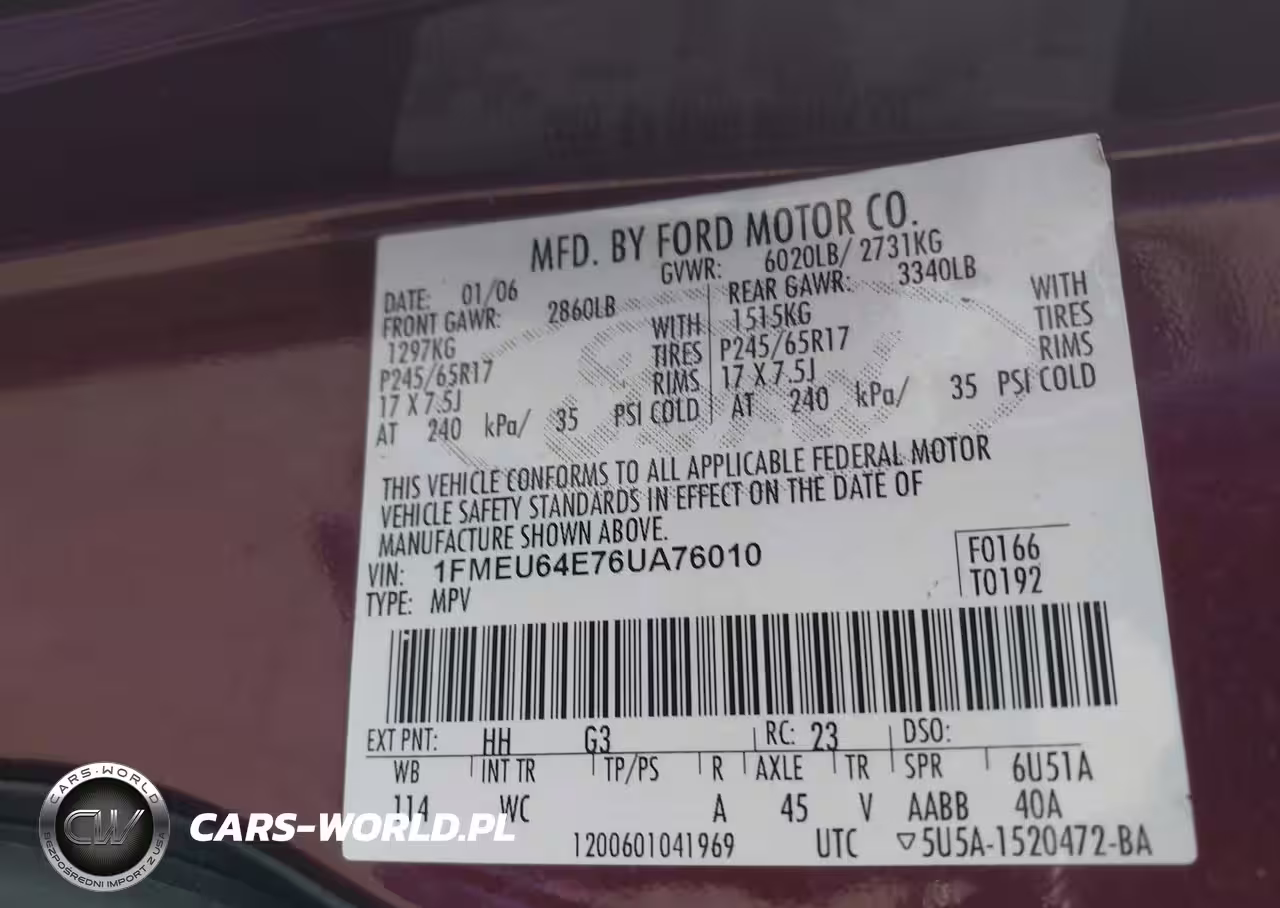 MFD. BY FORD MOTOR CO.
DATE: 01/06 GVWR: 6020LB/ 2731KG
FRONT GAWR: 2860LB REAR GAWR: 3340LB
1297KG WITH 1515KG WITH
P245/65R17 TIRES P245/65R17 TIRES
17 X 7.5J RIMS 17 X 7.5J RIMS
AT 240 kPa/ 35 PSI COLD AT 240 kPa/ 35 PSI COLD
THIS VEHICLE CONFORMS TO ALL APPLICABLE FEDERAL MOTOR
VEHICLE SAFETY STANDARDS IN EFFECT ON THE DATE OF
MANUFACTURE SHOWN ABOVE.
VIN: 1FMEU64E76UA76010 F0166
TYPE: MPV T0192
EXT PNT: HH G3 RC: 23 DSO:
WB INT TR TP/PS R AXLE TR SPR 6U51A
114 WC A 45 V AABB 40A
1200601041969 UTC ▽5U5A-1520472-BA
CARS-WORLD
CW
BEZPOŚREDNI IMPORT Z USA
CARS-WORLD.PL